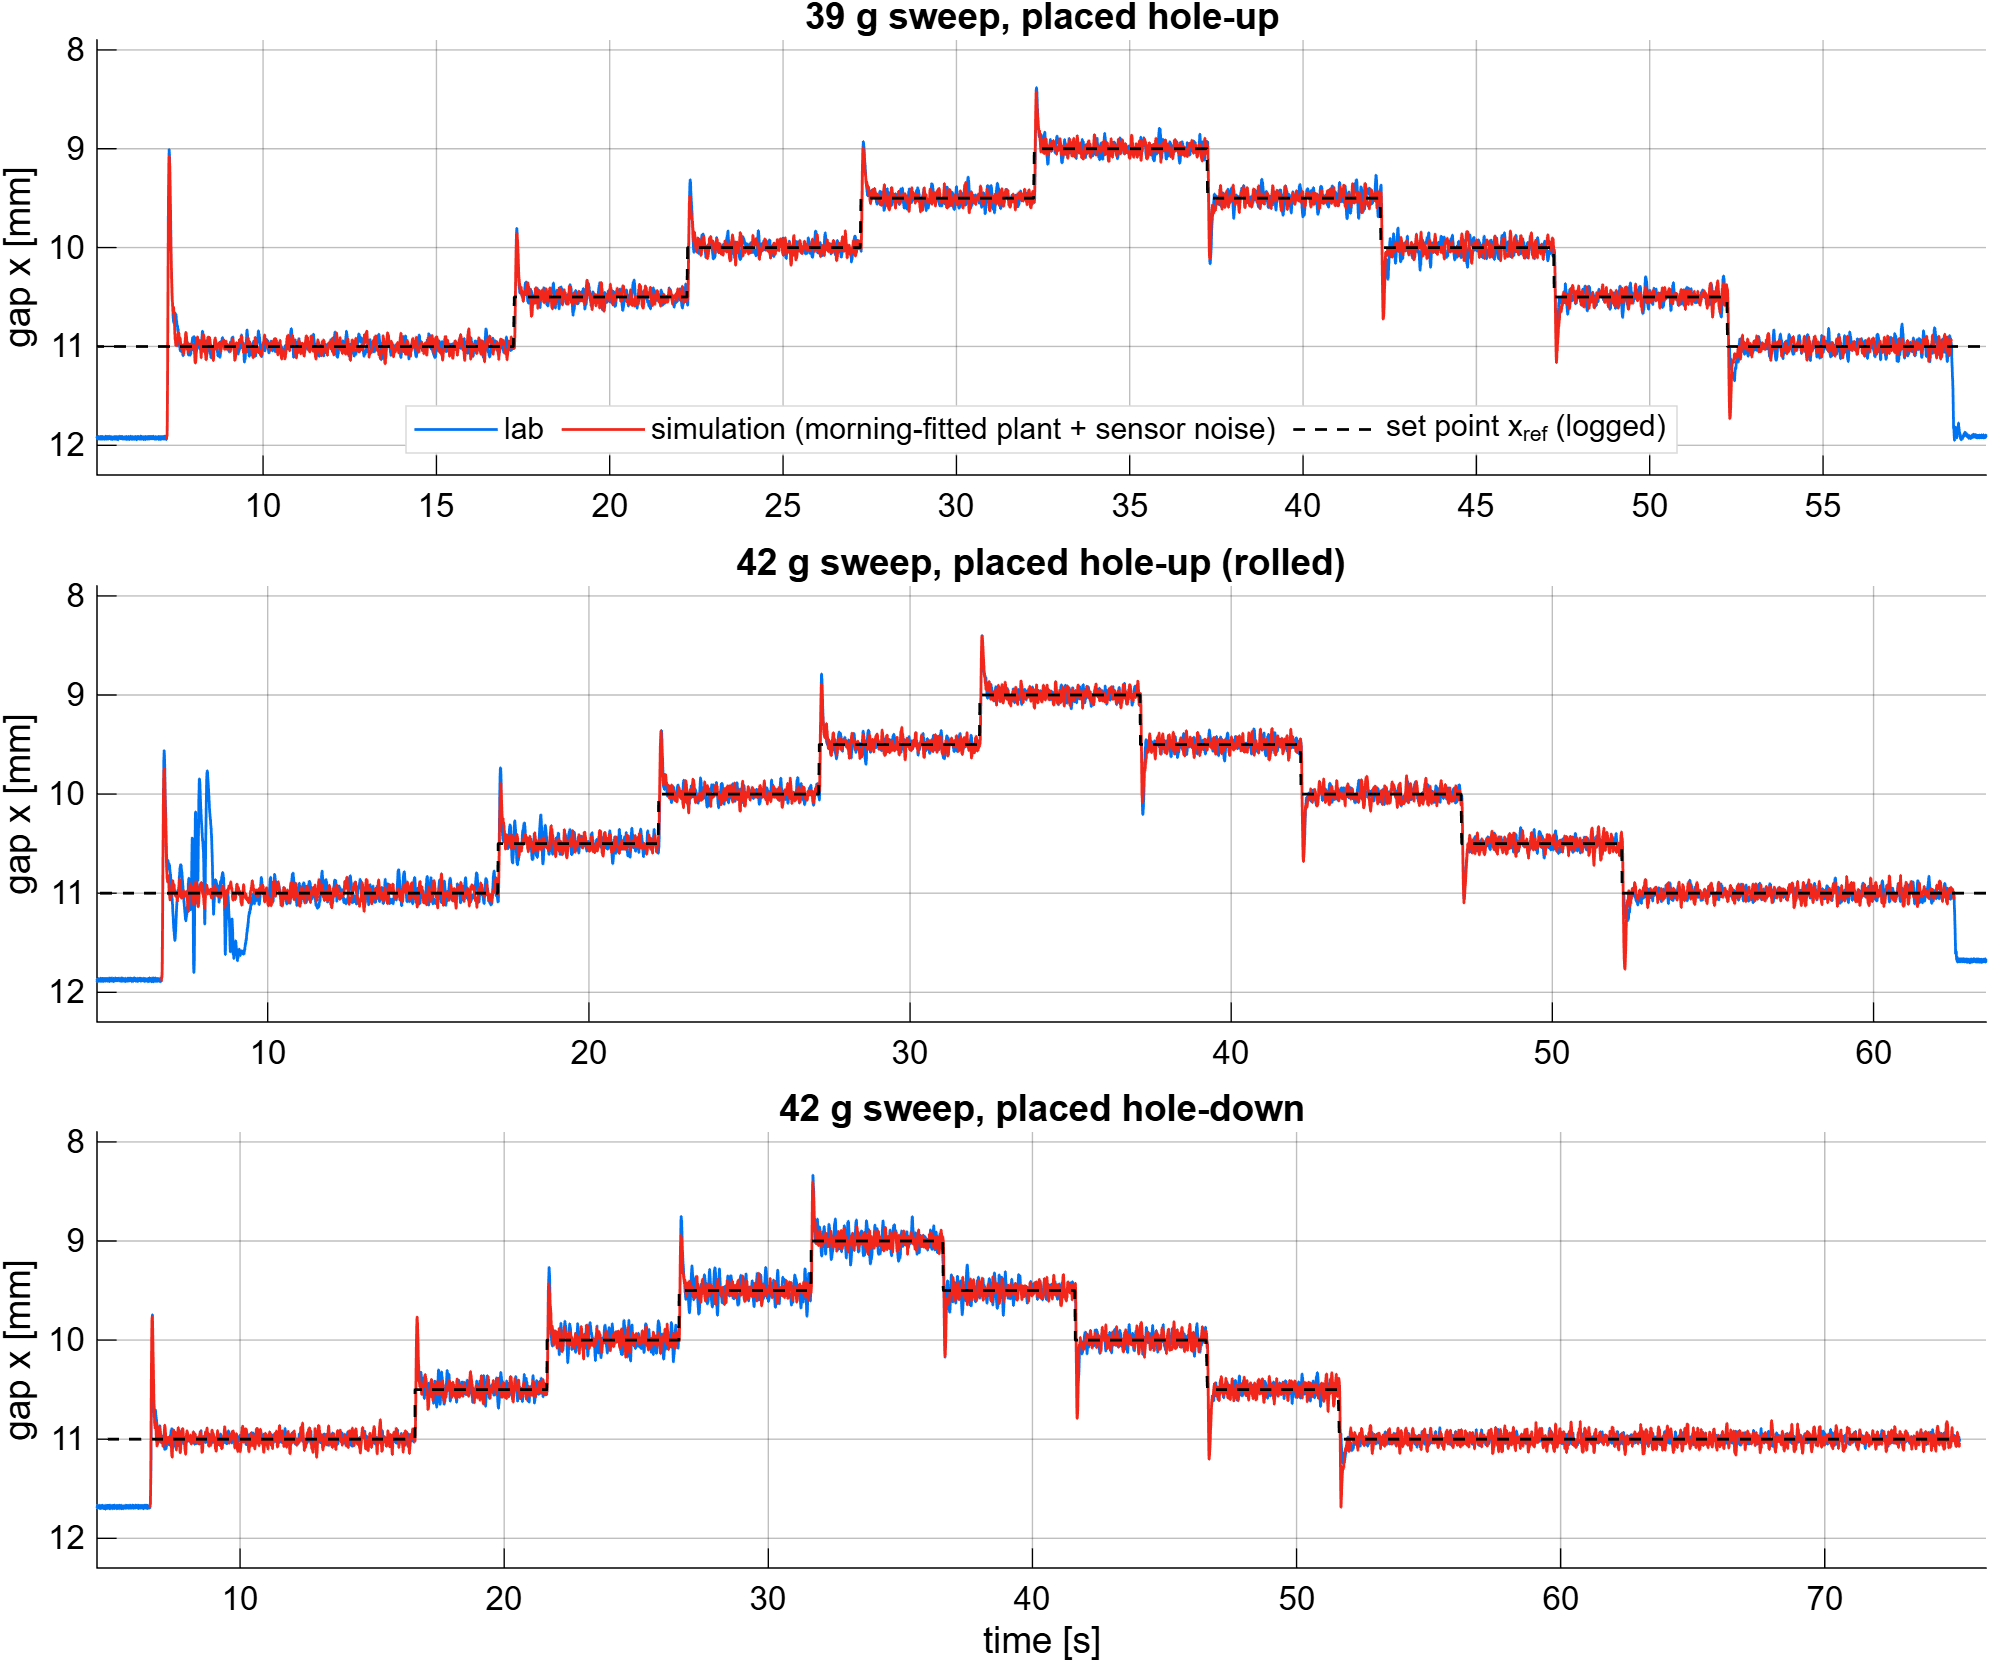 39 g sweep, placed hole-up
8
9
10
11
12
gap x [mm]
lab simulation (morning-fitted plant + sensor noise) set point xref (logged)
10 15 20 25 30 35 40 45 50 55
42 g sweep, placed hole-up (rolled)
8
9
10
11
12
gap x [mm]
10 20 30 40 50 60
42 g sweep, placed hole-down
8
9
10
11
12
gap x [mm]
10 20 30 40 50 60 70
time [s]